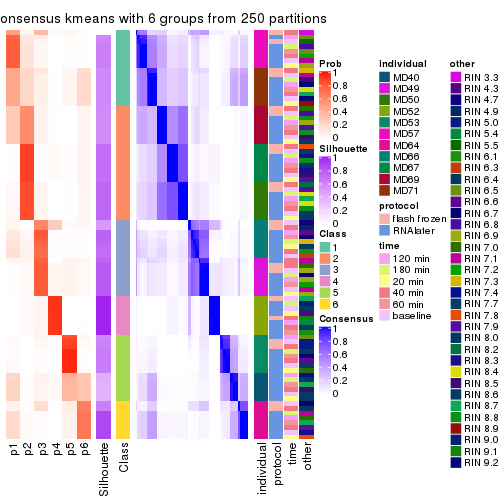 onsensus kmeans with 6 groups from 250 partitions
Prob
1
0.8
0.6
0.4
0.2
0
Silhouette
1
0.8
0.6
0.4
0.2
0
Class
1
2
3
4
5
6
Consensus
1
0.8
0.6
0.4
0.2
0
individual
MD40
MD49
MD50
MD52
MD53
MD57
MD64
MD66
MD67
MD69
MD71
protocol
flash frozen
RNAlater
time
120 min
180 min
20 min
40 min
60 min
baseline
other
RIN 3.3
RIN 4.3
RIN 4.7
RIN 4.9
RIN 5.0
RIN 5.4
RIN 5.5
RIN 6.1
RIN 6.3
RIN 6.4
RIN 6.5
RIN 6.6
RIN 6.7
RIN 6.8
RIN 6.9
RIN 7.0
RIN 7.1
RIN 7.2
RIN 7.3
RIN 7.4
RIN 7.7
RIN 7.8
RIN 7.9
RIN 8.0
RIN 8.2
RIN 8.3
RIN 8.4
RIN 8.5
RIN 8.6
RIN 8.7
RIN 8.8
RIN 8.9
RIN 9.0
RIN 9.1
RIN 9.2
p1
p2
p3
p4
p5
p6
Silhouette
Class
individual
protocol
time
other